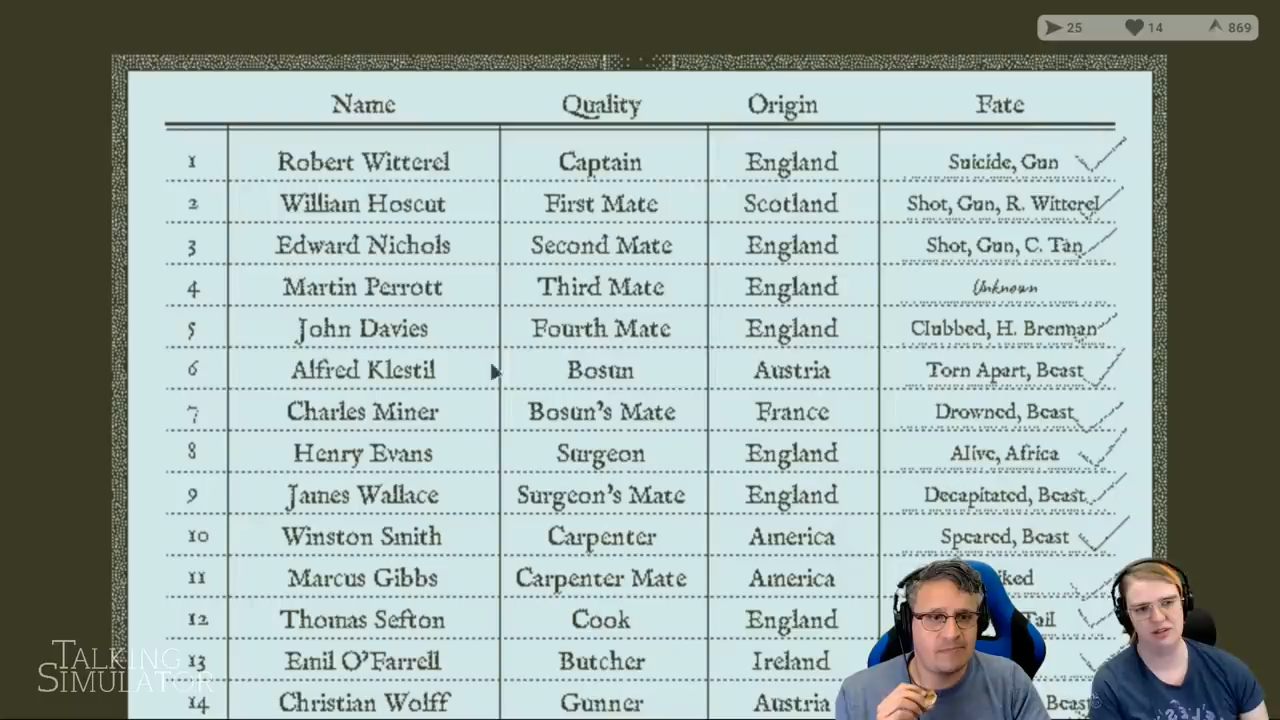 25 14 869
Name Quality Origin Fate
1 Robert Witterel Captain England Suicide, Gun
2 William Hoscut First Mate Scotland Shot, Gun, R. Witterel
3 Edward Nichols Second Mate England Shot, Gun, C. Tan
4 Martin Perrott Third Mate England Unknown
5 John Davies Fourth Mate England Clubbed, H. Brennan
6 Alfred Klestil Bosun Austria Torn Apart, Beast
7 Charles Miner Bosun's Mate France Drowned, Beast
8 Henry Evans Surgeon England Alive, Africa
9 James Wallace Surgeon's Mate England Decapitated, Beast
10 Winston Smith Carpenter America Speared, Beast
11 Marcus Gibbs Carpenter Mate America
12 Thomas Sefton Cook England Tail
13 Emil O'Farrell Butcher Ireland
14 Christian Wolff Gunner Austria Beast
TALKING
SIMULATOR